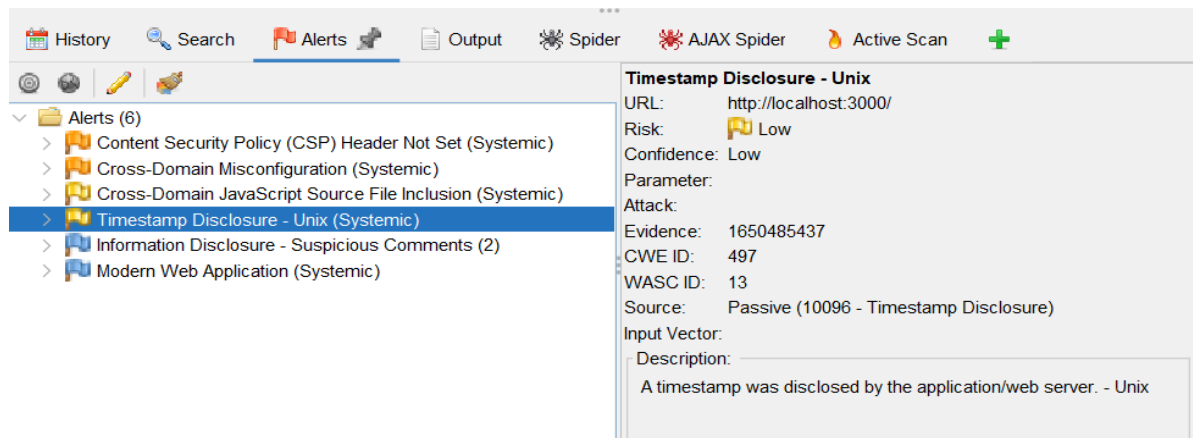 History Search Alerts Output Spider AJAX Spider Active Scan
Alerts (6)
Content Security Policy (CSP) Header Not Set (Systemic)
Cross-Domain Misconfiguration (Systemic)
Cross-Domain JavaScript Source File Inclusion (Systemic)
Timestamp Disclosure - Unix (Systemic)
Information Disclosure - Suspicious Comments (2)
Modern Web Application (Systemic)
Timestamp Disclosure - Unix
URL: http://localhost:3000/
Risk: Low
Confidence: Low
Parameter:
Attack:
Evidence: 1650485437
CWE ID: 497
WASC ID: 13
Source: Passive (10096 - Timestamp Disclosure)
Input Vector:
Description:
A timestamp was disclosed by the application/web server. - Unix